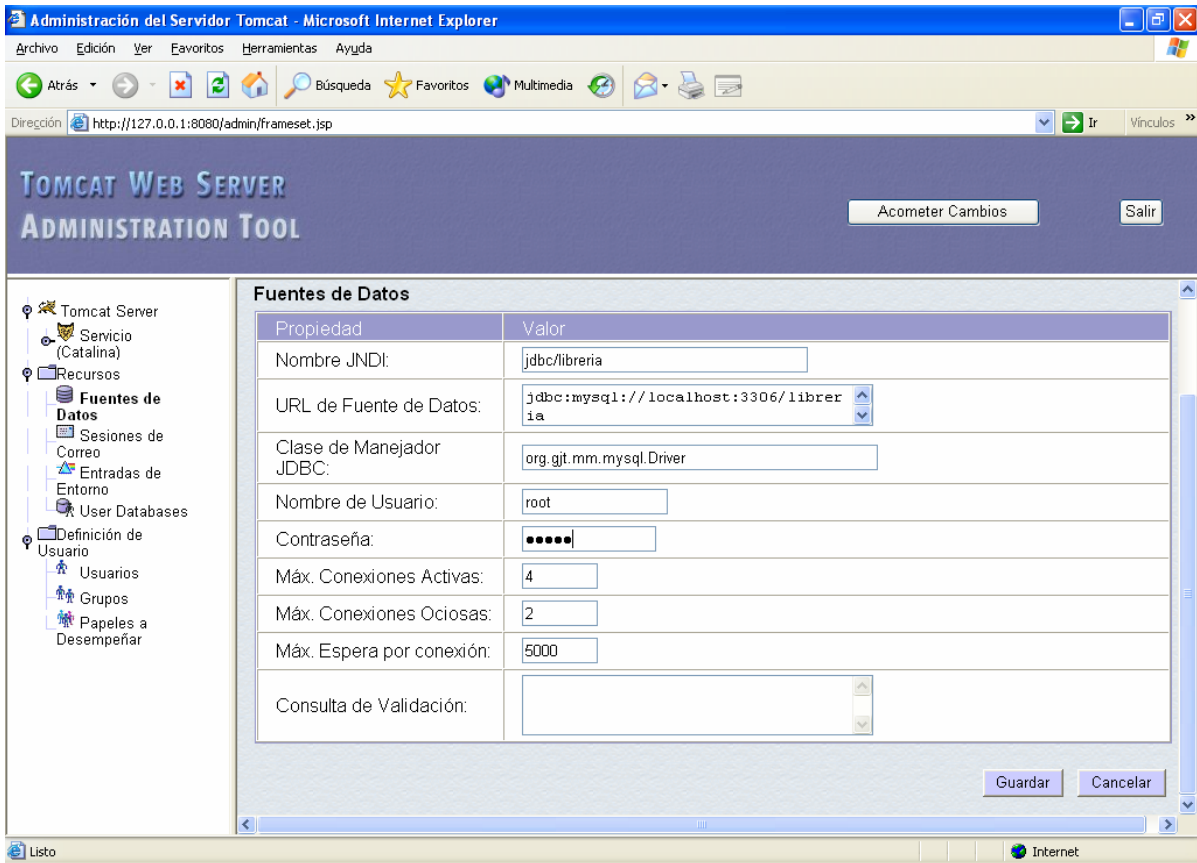 Administración del Servidor Tomcat - Microsoft Internet Explorer
Archivo Edición Ver Favoritos Herramientas Ayuda
Atrás Búsqueda Favoritos Multimedia
Dirección http://127.0.0.1:8080/admin/frameset.jsp Ir Vínculos »
TOMCAT WEB SERVER
ADMINISTRATION TOOL
Acometer Cambios Salir
Tomcat Server
Servicio
(Catalina)
Recursos
Fuentes de
Datos
Sesiones de
Correo
Entradas de
Entorno
User Databases
Definición de
Usuario
Usuarios
Grupos
Papeles a
Desempeñar
Fuentes de Datos
Propiedad Valor
Nombre JNDI: jdbc/libreria
URL de Fuente de Datos: jdbc:mysql://localhost:3306/librer
ia
Clase de Manejador
JDBC: org.gjt.mm.mysql.Driver
Nombre de Usuario: root
Contraseña: •••••
Máx. Conexiones Activas: 4
Máx. Conexiones Ociosas: 2
Máx. Espera por conexión: 5000
Consulta de Validación:
Guardar Cancelar
Listo Internet